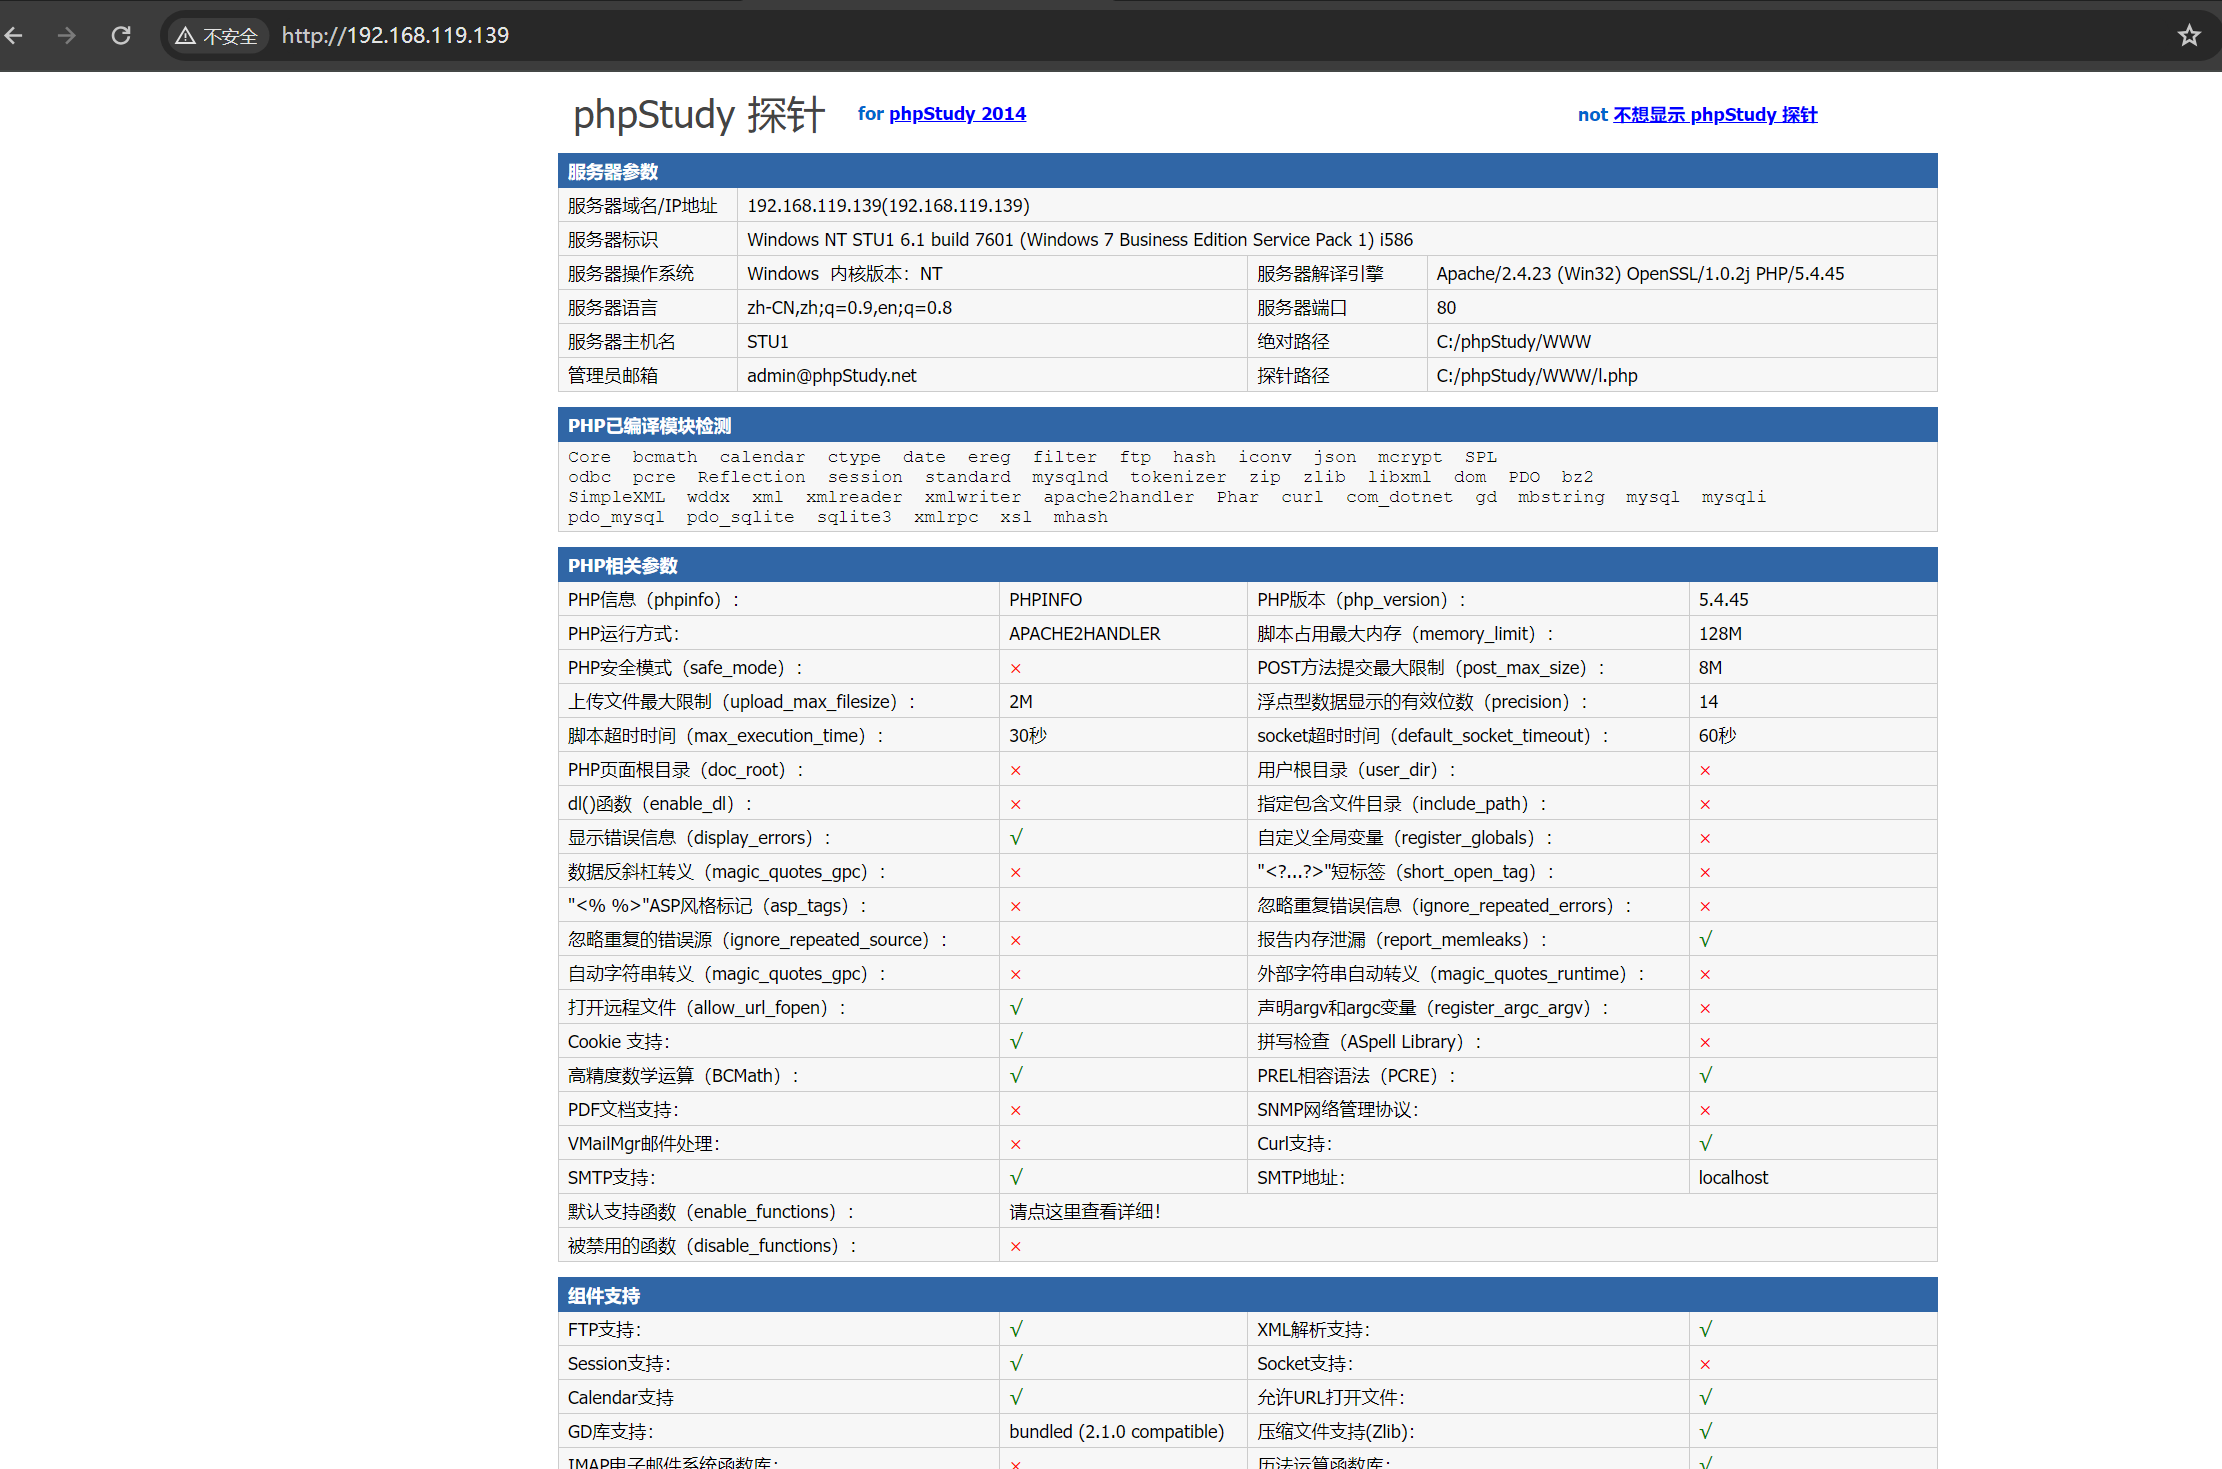 不安全 http://192.168.119.139
phpStudy 探针 for phpStudy 2014 not 不想显示 phpStudy 探针
服务器参数
服务器域名/IP地址 192.168.119.139(192.168.119.139)
服务器标识 Windows NT STU1 6.1 build 7601 (Windows 7 Business Edition Service Pack 1) i586
服务器操作系统 Windows 内核版本：NT 服务器解译引擎 Apache/2.4.23 (Win32) OpenSSL/1.0.2j PHP/5.4.45
服务器语言 zh-CN,zh;q=0.9,en;q=0.8 服务器端口 80
服务器主机名 STU1 绝对路径 C:/phpStudy/WWW
管理员邮箱 admin@phpStudy.net 探针路径 C:/phpStudy/WWW/l.php
PHP已编译模块检测
Core bcmath calendar ctype date ereg filter ftp hash iconv json mcrypt SPL
odbc pcre Reflection session standard mysqlnd tokenizer zip zlib libxml dom PDO bz2
SimpleXML wddx xml xmlreader xmlwriter apache2handler Phar curl com_dotnet gd mbstring mysql mysqli
pdo_mysql pdo_sqlite sqlite3 xmlrpc xsl mhash
PHP相关参数
PHP信息（phpinfo）： PHPINFO PHP版本（php_version）： 5.4.45
PHP运行方式： APACHE2HANDLER 脚本占用最大内存（memory_limit）： 128M
PHP安全模式（safe_mode）： × POST方法提交最大限制（post_max_size）： 8M
上传文件最大限制（upload_max_filesize）： 2M 浮点型数据显示的有效位数（precision）： 14
脚本超时时间（max_execution_time）： 30秒 socket超时时间（default_socket_timeout）： 60秒
PHP页面根目录（doc_root）： × 用户根目录（user_dir）： ×
dl()函数（enable_dl）： × 指定包含文件目录（include_path）： ×
显示错误信息（display_errors）： √ 自定义全局变量（register_globals）： ×
数据反斜杠转义（magic_quotes_gpc）： × "<?...?>"短标签（short_open_tag）： ×
"<% %>"ASP风格标记（asp_tags）： × 忽略重复错误信息（ignore_repeated_errors）： ×
忽略重复的错误源（ignore_repeated_source）： × 报告内存泄漏（report_memleaks）： √
自动字符串转义（magic_quotes_gpc）： × 外部字符串自动转义（magic_quotes_runtime）： ×
打开远程文件（allow_url_fopen）： √ 声明argv和argc变量（register_argc_argv）： ×
Cookie 支持： √ 拼写检查（ASpell Library）： ×
高精度数学运算（BCMath）： √ PREL相容语法（PCRE）： √
PDF文档支持： × SNMP网络管理协议： ×
VMailMgr邮件处理： × Curl支持： √
SMTP支持： √ SMTP地址： localhost
默认支持函数（enable_functions）： 请点这里查看详细！
被禁用的函数（disable_functions）： ×
组件支持
FTP支持： √ XML解析支持： √
Session支持： √ Socket支持： ×
Calendar支持 √ 允许URL打开文件： √
GD库支持： bundled (2.1.0 compatible) 压缩文件支持(Zlib)： √
IMAP电子邮件系统函数库： × 历法运算函数库： √